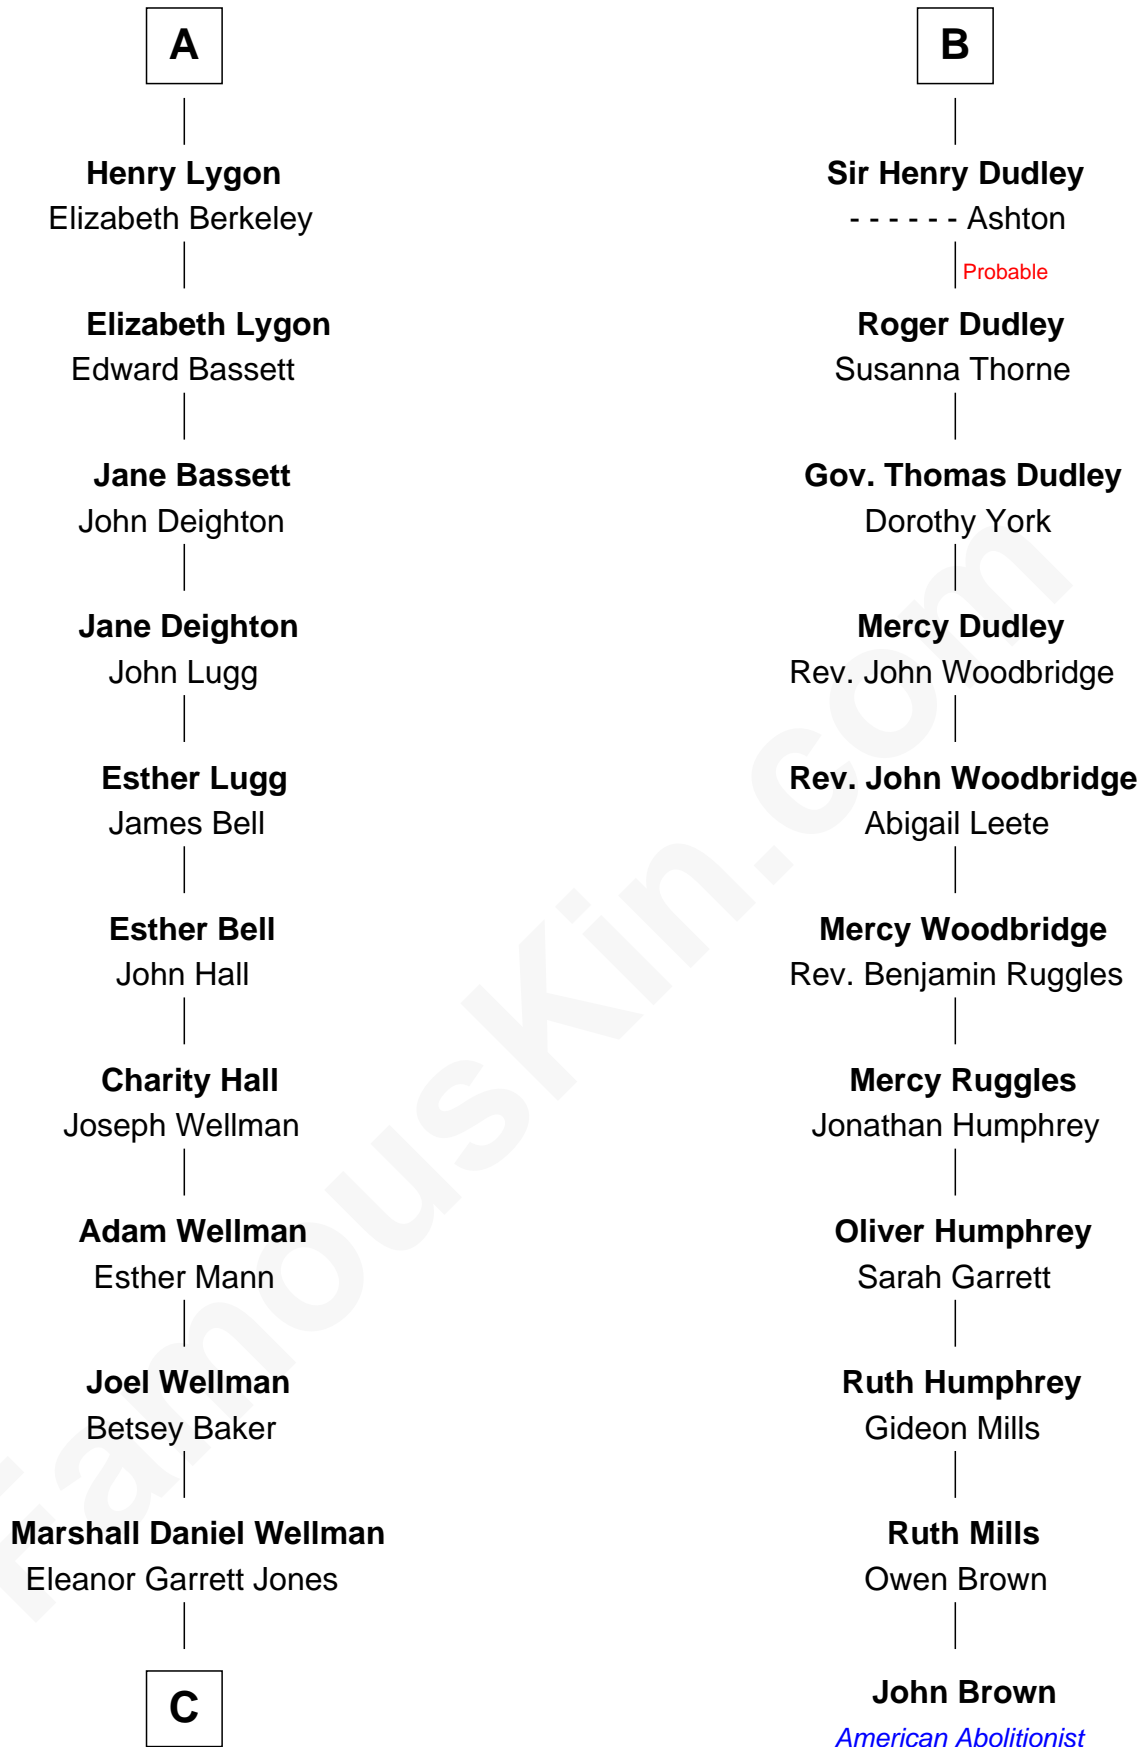 A
Henry Lygon
Elizabeth Berkeley
Elizabeth Lygon
Edward Bassett
Jane Bassett
John Deighton
Jane Deighton
John Lugg
Esther Lugg
James Bell
Esther Bell
John Hall
Charity Hall
Joseph Wellman
Adam Wellman
Esther Mann
Joel Wellman
Betsey Baker
Marshall Daniel Wellman
Eleanor Garrett Jones
C
B
Sir Henry Dudley
- - - - - - Ashton
Probable
Roger Dudley
Susanna Thorne
Gov. Thomas Dudley
Dorothy York
Mercy Dudley
Rev. John Woodbridge
Rev. John Woodbridge
Abigail Leete
Mercy Woodbridge
Rev. Benjamin Ruggles
Mercy Ruggles
Jonathan Humphrey
Oliver Humphrey
Sarah Garrett
Ruth Humphrey
Gideon Mills
Ruth Mills
Owen Brown
John Brown
American Abolitionist
FamousKin.com